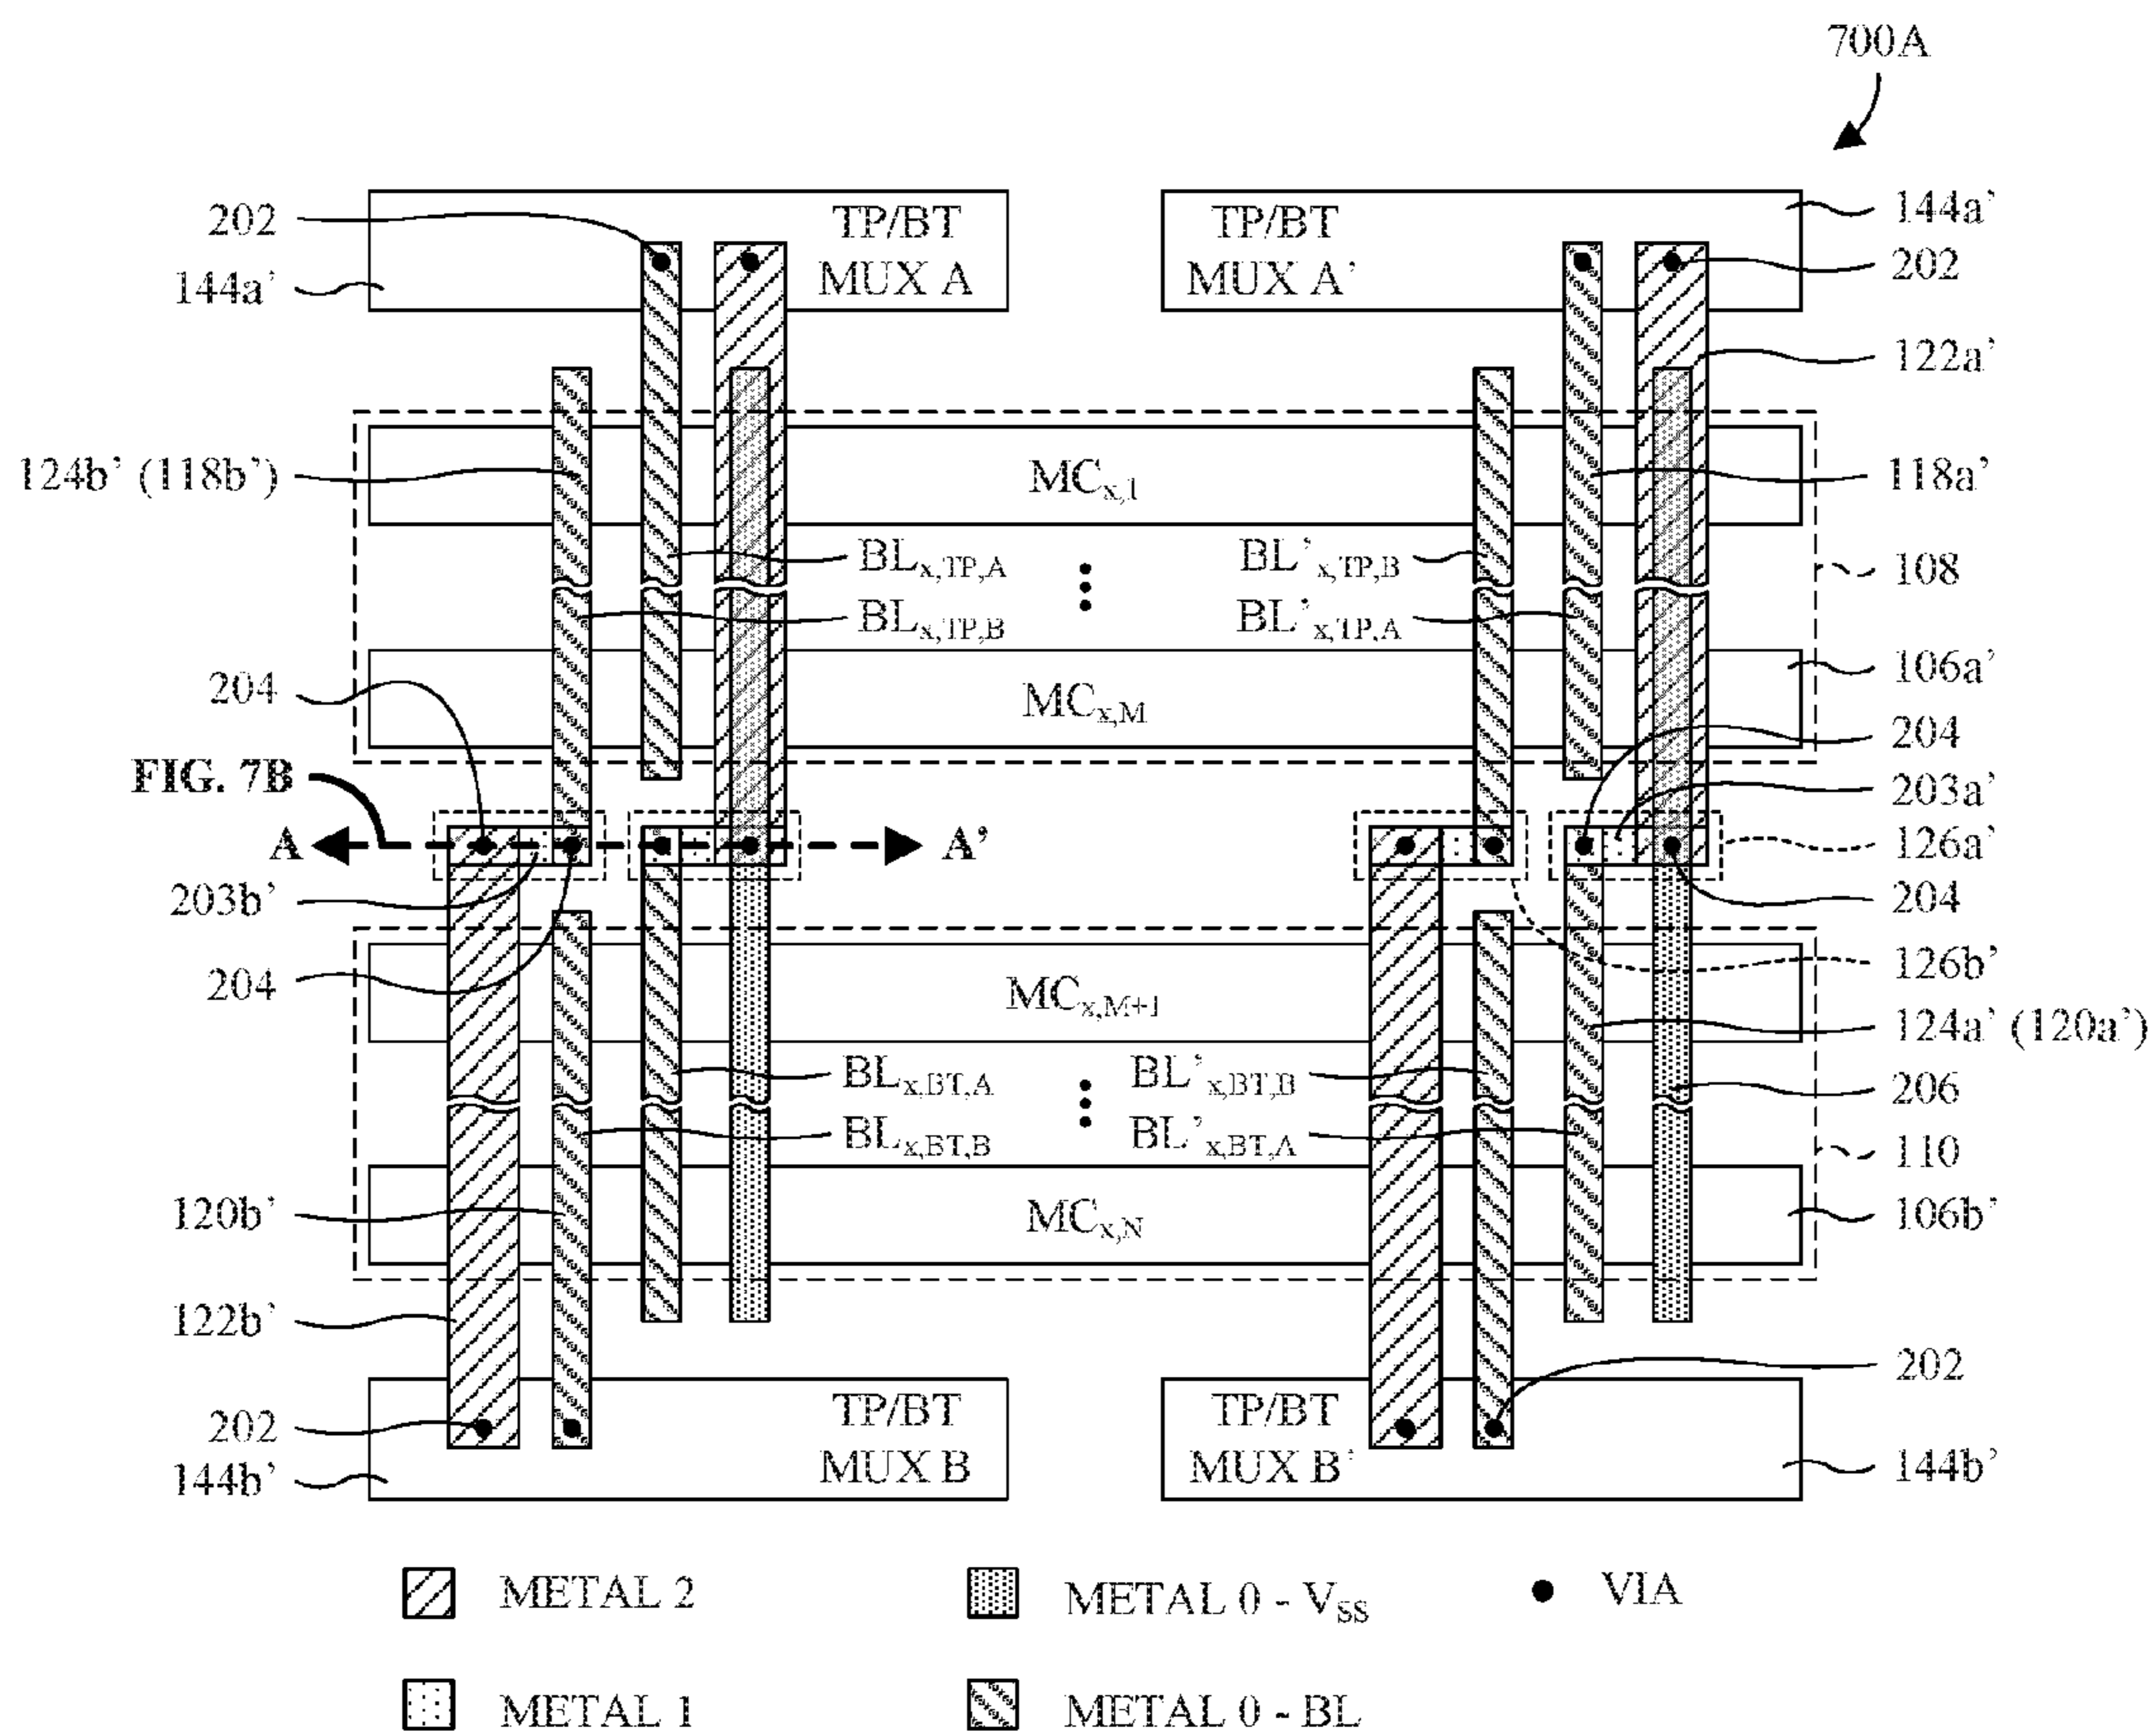 700A
202
TP/BT
MUX A
TP/BT
MUX A'
144a'
144a'
202
122a'
124b' (118b')
MCx,1
118a'
BLx,TP,A
BL'x,TP,B
108
BLx,TP,B
BL'x,TP,A
204
MCx,M
106a'
204
FIG. 7B
203a'
A
A'
126a'
203b'
204
204
MCx,M+1
126b'
124a' (120a')
BLx,BT,A
BL'x,BT,B
206
BLx,BT,B
BL'x,BT,A
110
120b'
MCx,N
106b'
122b'
202
202
TP/BT
MUX B
TP/BT
MUX B'
144b'
144b'
METAL 2
METAL 0 - VSS
VIA
METAL 1
METAL 0 - BL